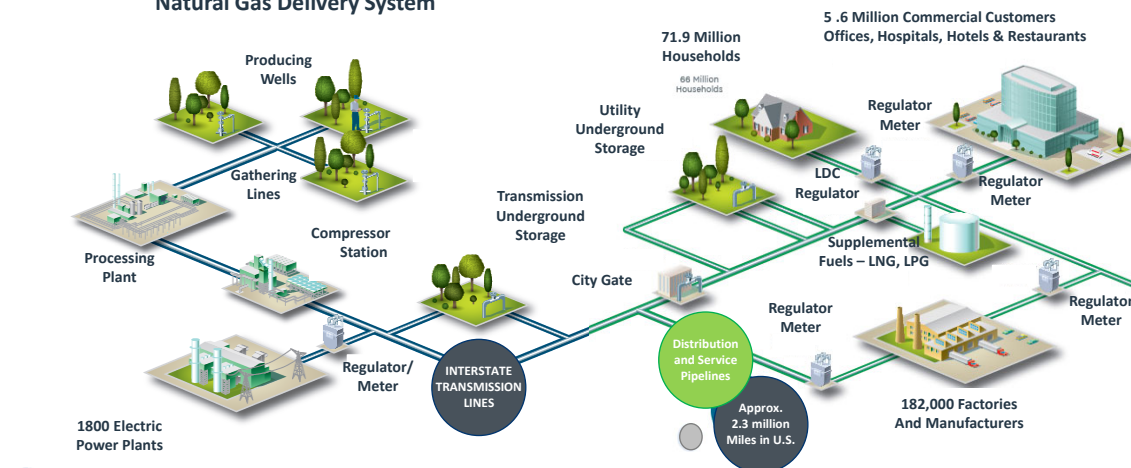 Natural Gas Delivery System
5 .6 Million Commercial Customers
Offices, Hospitals, Hotels & Restaurants
71.9 Million
Households
66 Million
Households
Producing
Wells
Utility
Underground
Storage
Regulator
Meter
Gathering
Lines
LDC
Regulator
Regulator
Meter
Transmission
Underground
Storage
Compressor
Station
Processing
Plant
Supplemental
Fuels – LNG, LPG
City Gate
Regulator
Meter
Regulator
Meter
Distribution
and Service
Pipelines
Regulator/
Meter
INTERSTATE
TRANSMISSION
LINES
Approx.
2.3 million
Miles in U.S.
182,000 Factories
And Manufacturers
1800 Electric
Power Plants